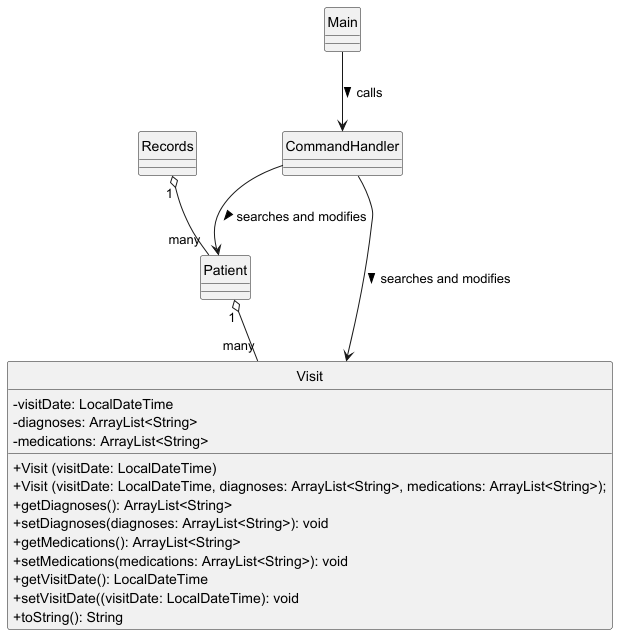 Main
calls
Records
CommandHandler
1
searches and modifies
many
Patient
searches and modifies
1
many
Visit
-visitDate: LocalDateTime
-diagnoses: ArrayList<String>
-medications: ArrayList<String>
+Visit (visitDate: LocalDateTime)
+Visit (visitDate: LocalDateTime, diagnoses: ArrayList<String>, medications: ArrayList<String>);
+getDiagnoses(): ArrayList<String>
+setDiagnoses(diagnoses: ArrayList<String>): void
+getMedications(): ArrayList<String>
+setMedications(medications: ArrayList<String>): void
+getVisitDate(): LocalDateTime
+setVisitDate((visitDate: LocalDateTime): void
+toString(): String